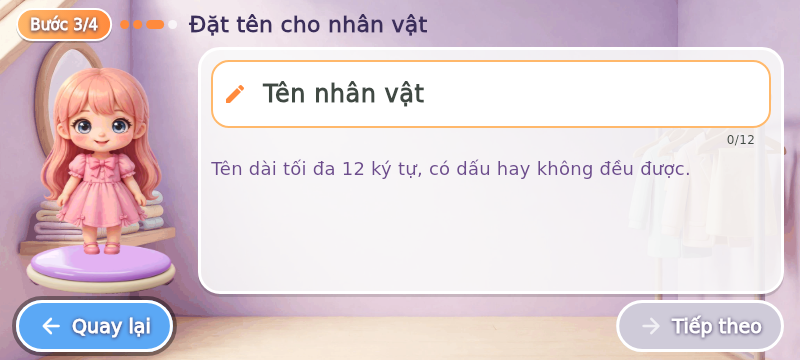 Bước 3/4
Đặt tên cho nhân vật
Tên nhân vật
0/12
Tên dài tối đa 12 ký tự, có dấu hay không đều được.
Quay lại
Tiếp theo